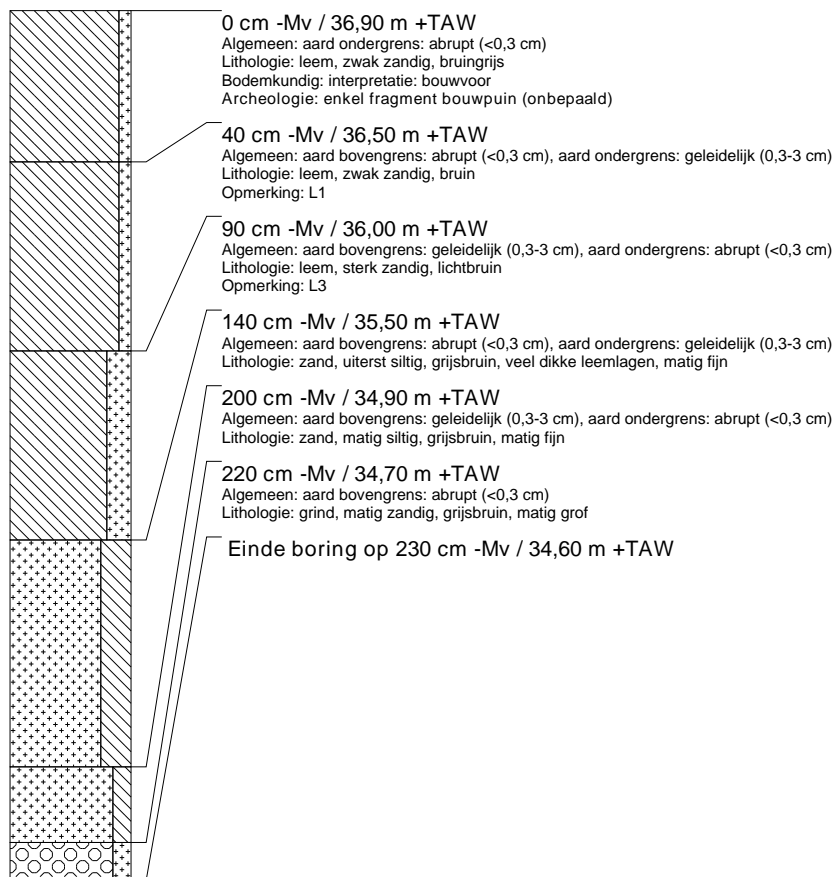 0 cm -Mv / 36,90 m +TAW
Algemeen: aard ondergrens: abrupt (<0,3 cm)
Lithologie: leem, zwak zandig, bruingrijs
Bodemkundig: interpretatie: bouwvoor
Archeologie: enkel fragment bouwpuin (onbepaald)
40 cm -Mv / 36,50 m +TAW
Algemeen: aard bovengrens: abrupt (<0,3 cm), aard ondergrens: geleidelijk (0,3-3 cm)
Lithologie: leem, zwak zandig, bruin
Opmerking: L1
90 cm -Mv / 36,00 m +TAW
Algemeen: aard bovengrens: geleidelijk (0,3-3 cm), aard ondergrens: abrupt (<0,3 cm)
Lithologie: leem, sterk zandig, lichtbruin
Opmerking: L3
140 cm -Mv / 35,50 m +TAW
Algemeen: aard bovengrens: abrupt (<0,3 cm), aard ondergrens: geleidelijk (0,3-3 cm)
Lithologie: zand, uiterst siltig, grijsbruin, veel dikke leemlagen, matig fijn
200 cm -Mv / 34,90 m +TAW
Algemeen: aard bovengrens: geleidelijk (0,3-3 cm), aard ondergrens: abrupt (<0,3 cm)
Lithologie: zand, matig siltig, grijsbruin, matig fijn
220 cm -Mv / 34,70 m +TAW
Algemeen: aard bovengrens: abrupt (<0,3 cm)
Lithologie: grind, matig zandig, grijsbruin, matig grof
Einde boring op 230 cm -Mv / 34,60 m +TAW